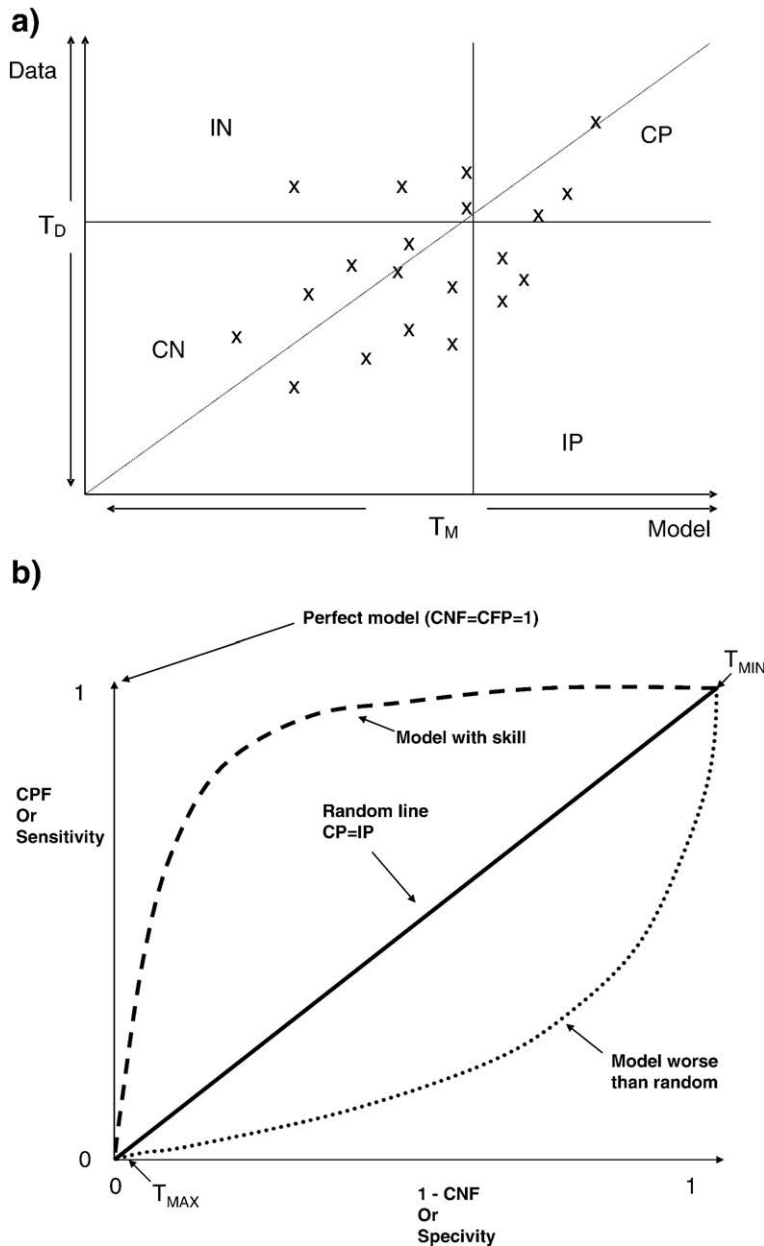 a)
Data
IN
CP
T_D
CN
IP
T_M
Model
b)
Perfect model (CNF=CFP=1)
T_MIN
1
Model with skill
CPF
Or
Sensitivity
Random line
CP=IP
Model worse
than random
0
0
T_MAX
1 - CNF
Or
Specivity
1